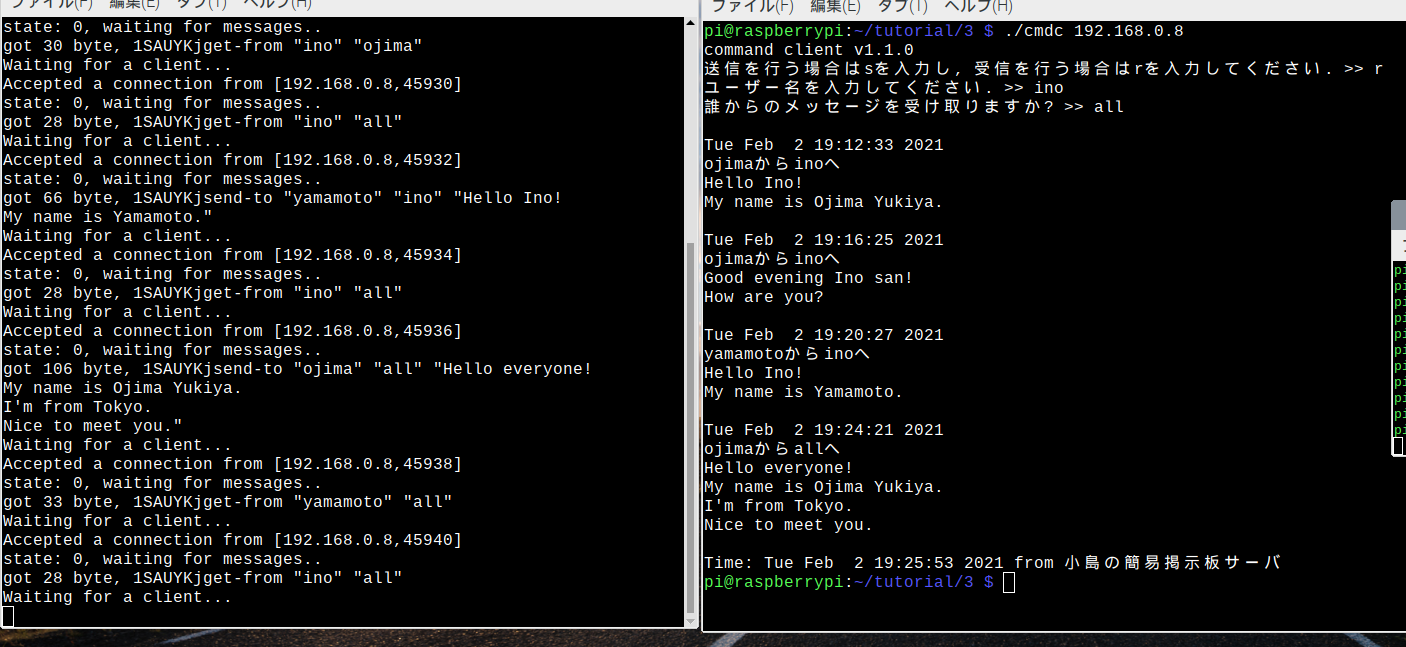 ファイル(F) 編集(E) タブ(T) ヘルプ(H)
state: 0, waiting for messages..
got 30 byte, 1SAUYKjget-from "ino" "ojima"
Waiting for a client...
Accepted a connection from [192.168.0.8,45930]
state: 0, waiting for messages..
got 28 byte, 1SAUYKjget-from "ino" "all"
Waiting for a client...
Accepted a connection from [192.168.0.8,45932]
state: 0, waiting for messages..
got 66 byte, 1SAUYKjsend-to "yamamoto" "ino" "Hello Ino!
My name is Yamamoto."
Waiting for a client...
Accepted a connection from [192.168.0.8,45934]
state: 0, waiting for messages..
got 28 byte, 1SAUYKjget-from "ino" "all"
Waiting for a client...
Accepted a connection from [192.168.0.8,45936]
state: 0, waiting for messages..
got 106 byte, 1SAUYKjsend-to "ojima" "all" "Hello everyone!
My name is Ojima Yukiya.
I'm from Tokyo.
Nice to meet you."
Waiting for a client...
Accepted a connection from [192.168.0.8,45938]
state: 0, waiting for messages..
got 33 byte, 1SAUYKjget-from "yamamoto" "all"
Waiting for a client...
Accepted a connection from [192.168.0.8,45940]
state: 0, waiting for messages..
got 28 byte, 1SAUYKjget-from "ino" "all"
Waiting for a client...
ファイル(F) 編集(E) タブ(T) ヘルプ(H)
pi@raspberrypi:~/tutorial/3 $ ./cmdc 192.168.0.8
command client v1.1.0
送信を行う場合はsを入力し, 受信を行う場合はrを入力してください. >> r
ユーザー名を入力してください. >> ino
誰からのメッセージを受け取りますか? >> all
Tue Feb  2 19:12:33 2021
ojimaからinoへ
Hello Ino!
My name is Ojima Yukiya.
Tue Feb  2 19:16:25 2021
ojimaからinoへ
Good evening Ino san!
How are you?
Tue Feb  2 19:20:27 2021
yamamotoからinoへ
Hello Ino!
My name is Yamamoto.
Tue Feb  2 19:24:21 2021
ojimaからallへ
Hello everyone!
My name is Ojima Yukiya.
I'm from Tokyo.
Nice to meet you.
Time: Tue Feb  2 19:25:53 2021 from 小島の簡易掲示板サーバ
pi@raspberrypi:~/tutorial/3 $
pi
pi
pi
pi
pi
pi
pi
pi
pi
pi
pi